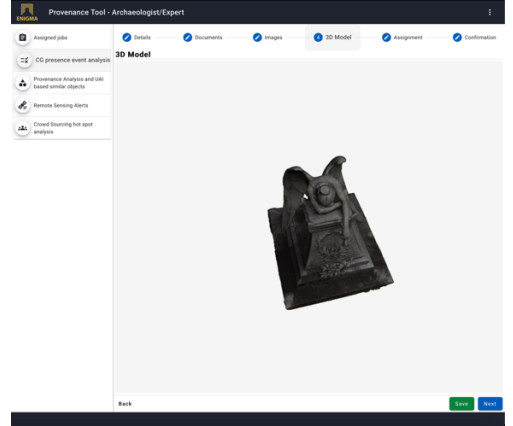 ENIGMA
Provenance Tool - Archaeologist/Expert
Assigned jobs
CG presence event analysis
Provenance Analysis and UAI
based similar objects
Remote Sensing Alerts
Crowd Sourcing hot spot
analysis
Details
Documents
Images
4 3D Model
Assignment
Confirmation
3D Model
Back
Save
Next